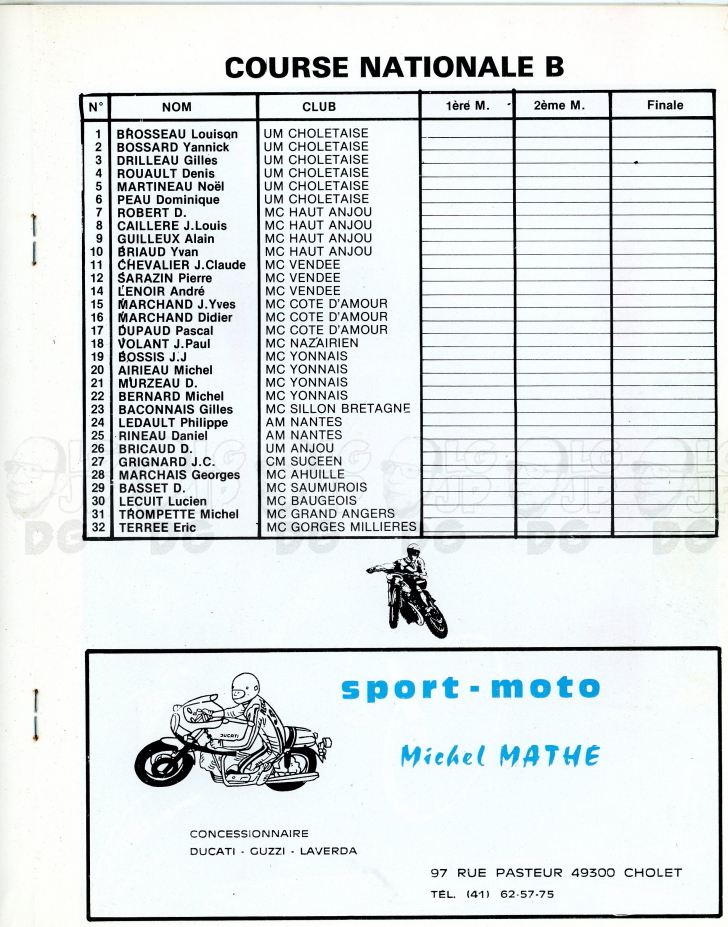 COURSE NATIONALE B
N° NOM CLUB 1èré M. 2ème M. Finale
1 BROSSEAU Louison UM CHOLETAISE
2 BOSSARD Yannick UM CHOLETAISE
3 DRILLEAU Gilles UM CHOLETAISE
4 ROUAULT Denis UM CHOLETAISE
5 MARTINEAU Noël UM CHOLETAISE
6 PEAU Dominique UM CHOLETAISE
7 ROBERT D. MC HAUT ANJOU
8 CAILLERE J.Louis MC HAUT ANJOU
9 GUILLEUX Alain MC HAUT ANJOU
10 BRIAUD Yvan MC HAUT ANJOU
11 CHEVALIER J.Claude MC VENDEE
12 SARAZIN Pierre MC VENDEE
14 LENOIR André MC VENDEE
15 MARCHAND J.Yves MC COTE D'AMOUR
16 MARCHAND Didier MC COTE D'AMOUR
17 DUPAUD Pascal MC COTE D'AMOUR
18 VOLANT J.Paul MC NAZAIRIEN
19 BOSSIS J.J MC YONNAIS
20 AIRIEAU Michel MC YONNAIS
21 MURZEAU D. MC YONNAIS
22 BERNARD Michel MC YONNAIS
23 BACONNAIS Gilles MC SILLON BRETAGNE
24 LEDAULT Philippe AM NANTES
25 RINEAU Daniel AM NANTES
26 BRICAUD D. UM ANJOU
27 GRIGNARD J.C. CM SUCEEN
28 MARCHAIS Georges MC AHUILLE
29 BASSET D. MC SAUMUROIS
30 LECUIT Lucien MC BAUGEOIS
31 TROMPETTE Michel MC GRAND ANGERS
32 TERREE Eric MC GORGES MILLIERES
sport-moto
DUCATI
Michel MATHE
CONCESSIONNAIRE
DUCATI - GUZZI - LAVERDA
97 RUE PASTEUR 49300 CHOLET
TÉL. (41) 62-57-75